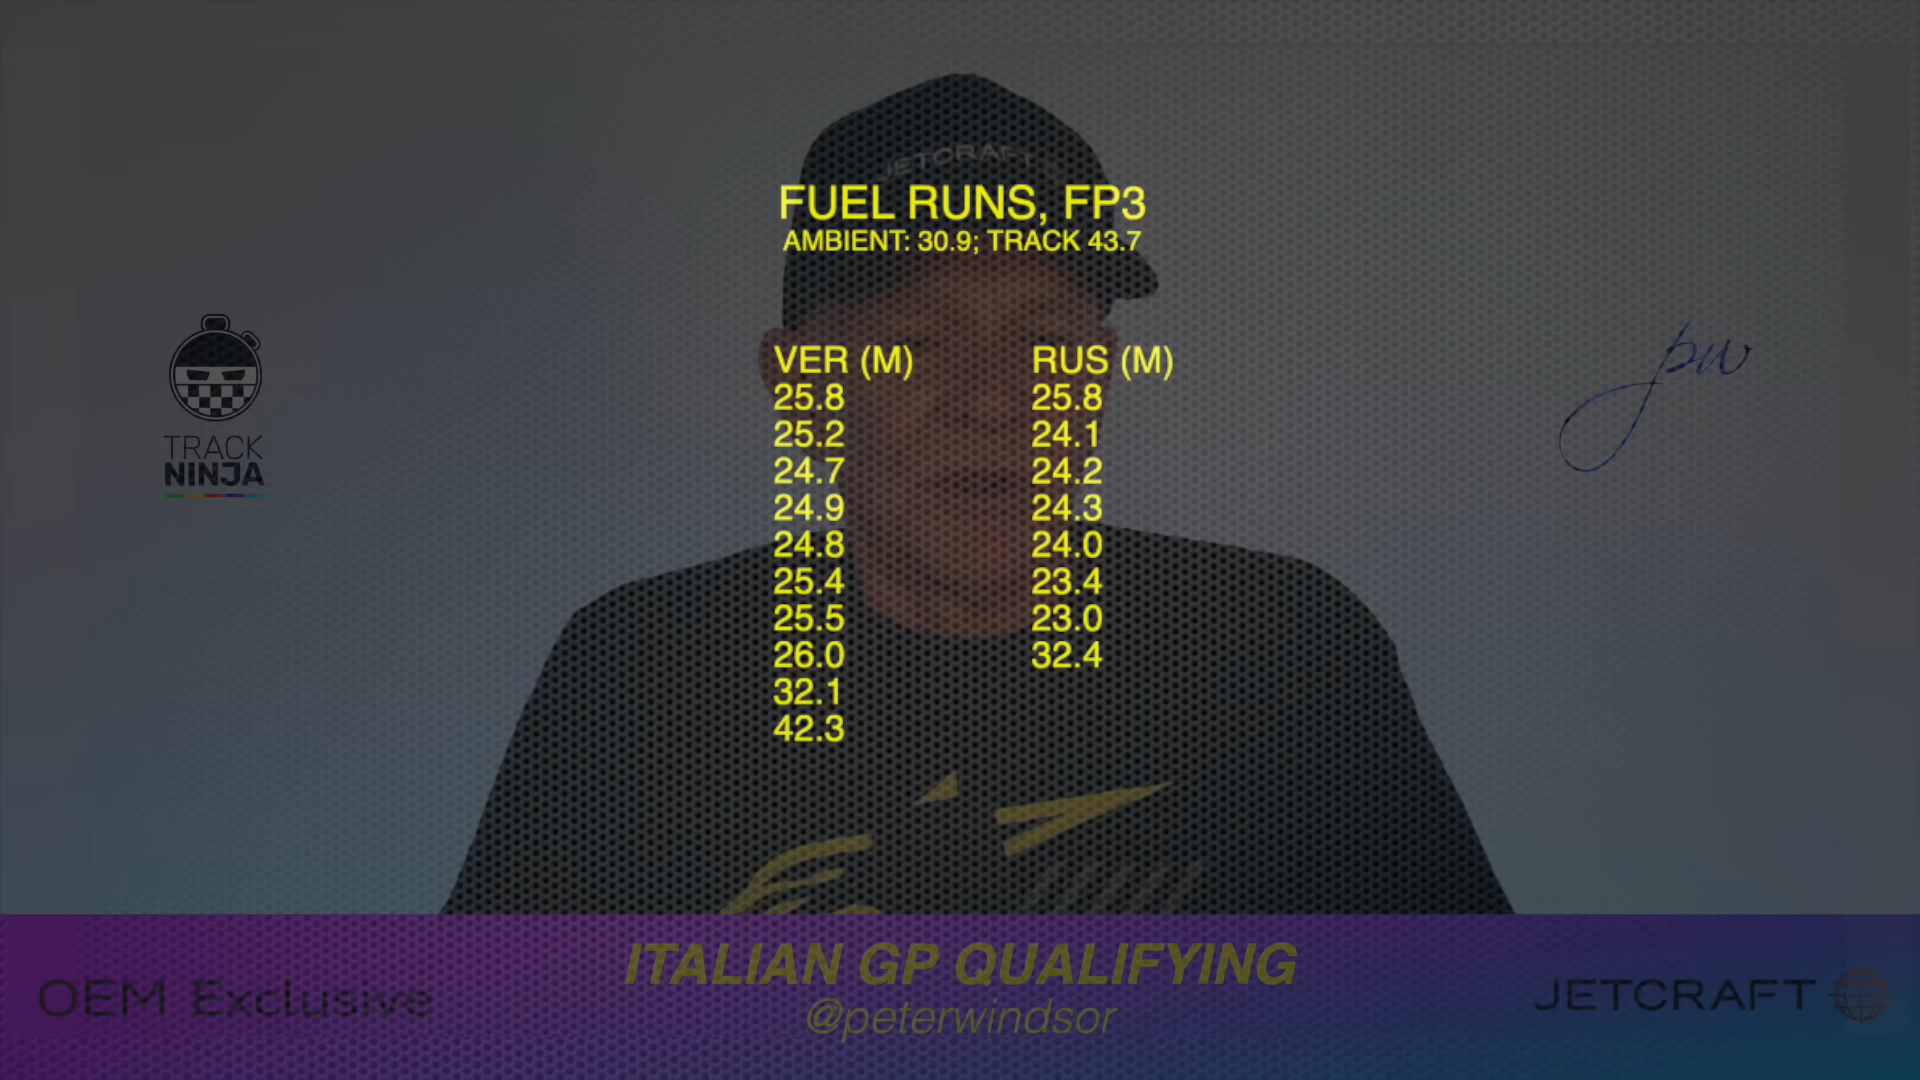 JETCRAFT
FUEL RUNS, FP3
AMBIENT: 30.9; TRACK 43.7
VER (M)
25.8
25.2
24.7
24.9
24.8
25.4
25.5
26.0
32.1
42.3
RUS (M)
25.8
24.1
24.2
24.3
24.0
23.4
23.0
32.4
TRACK
NINJA
pw
ITALIAN GP QUALIFYING
@peterwindsor
OEM Exclusive
JETCRAFT